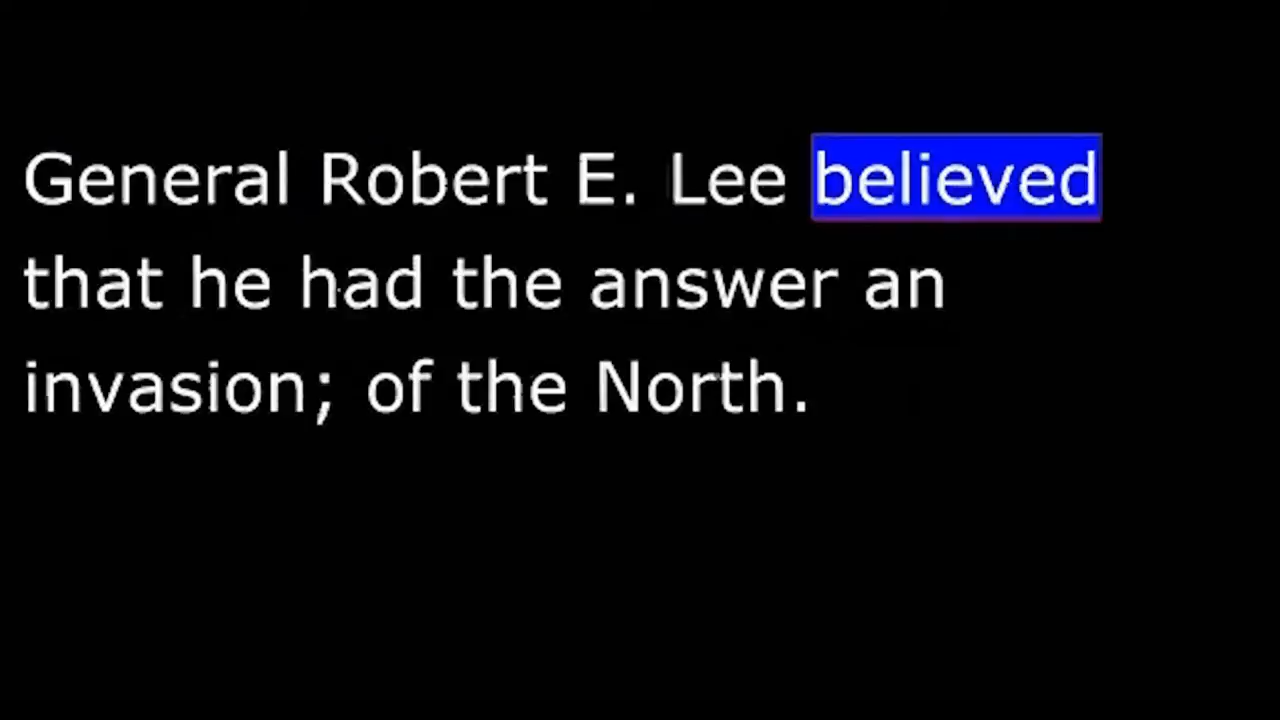 General Robert E. Lee believed
that he had the answer an
invasion; of the North.